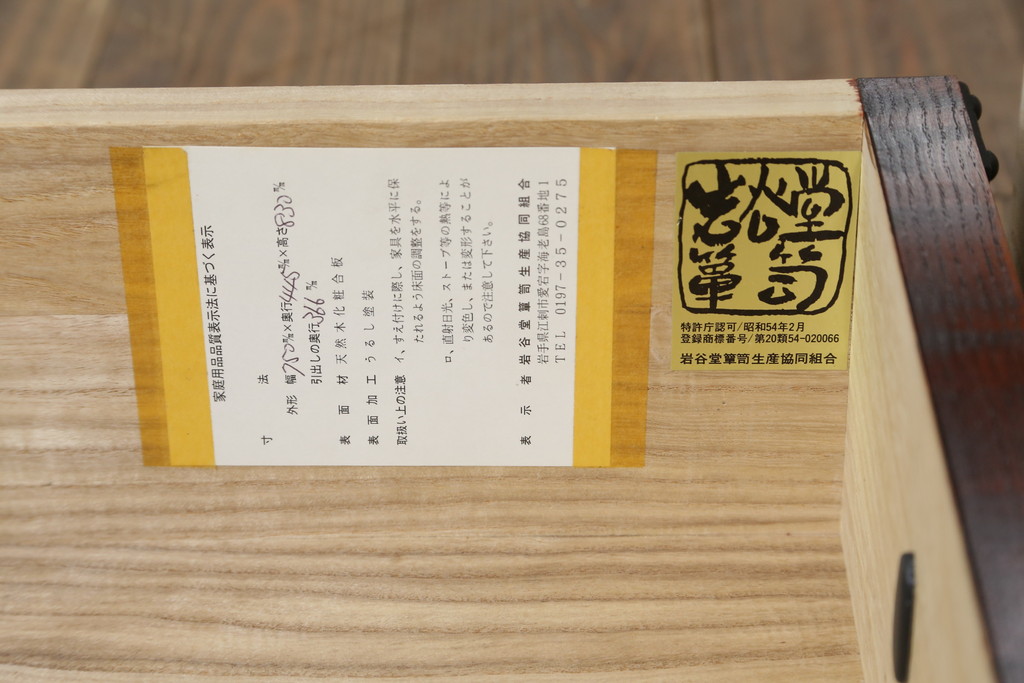 家庭用品品質表示法に基づく表示
寸法
外形 幅750㎜×奥行445㎜×高さ830㎜
引出しの奥行366㎜
表面材 天然木化粧合板
表面加工 うるし塗装
取扱い上の注意 イ、すえ付けに際し、家具を水平に保
たれるよう床面の調整をする。
ロ、直射日光、ストーブ等の熱等によ
り変色し、または変形することが
あるので注意して下さい。
表示者 岩谷堂簞笥生産協同組合
岩手県江刺市愛宕字海老島68番地1
TEL 0197-35-0275
岩谷堂
簞笥
特許庁認可/昭和54年2月
登録商標番号/第20類54-020066
岩谷堂簞笥生産協同組合